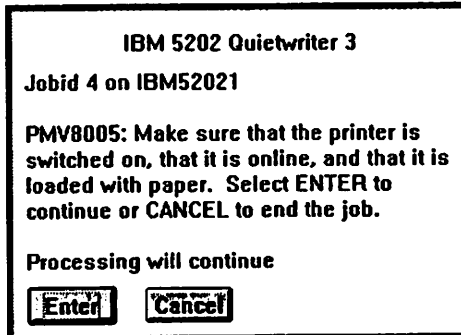 IBM 5202 Quietwriter 3
Jobid 4 on IBM52021
PMV8005: Make sure that the printer is
switched on, that it is online, and that it is
loaded with paper. Select ENTER to
continue or CANCEL to end the job.
Processing will continue
Enter Cancel